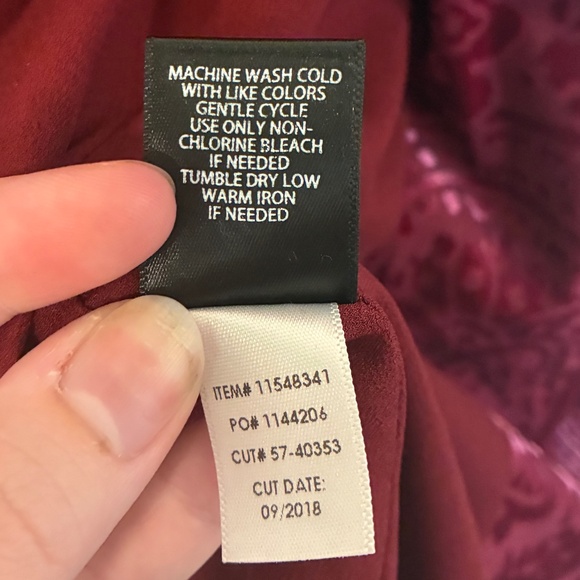 MACHINE WASH COLD
WITH LIKE COLORS
GENTLE CYCLE
USE ONLY NON-
CHLORINE BLEACH
IF NEEDED
TUMBLE DRY LOW
WARM IRON
IF NEEDED
ITEM# 11548341
PO# 1144206
CUT# 57-40353
CUT DATE:
09/2018